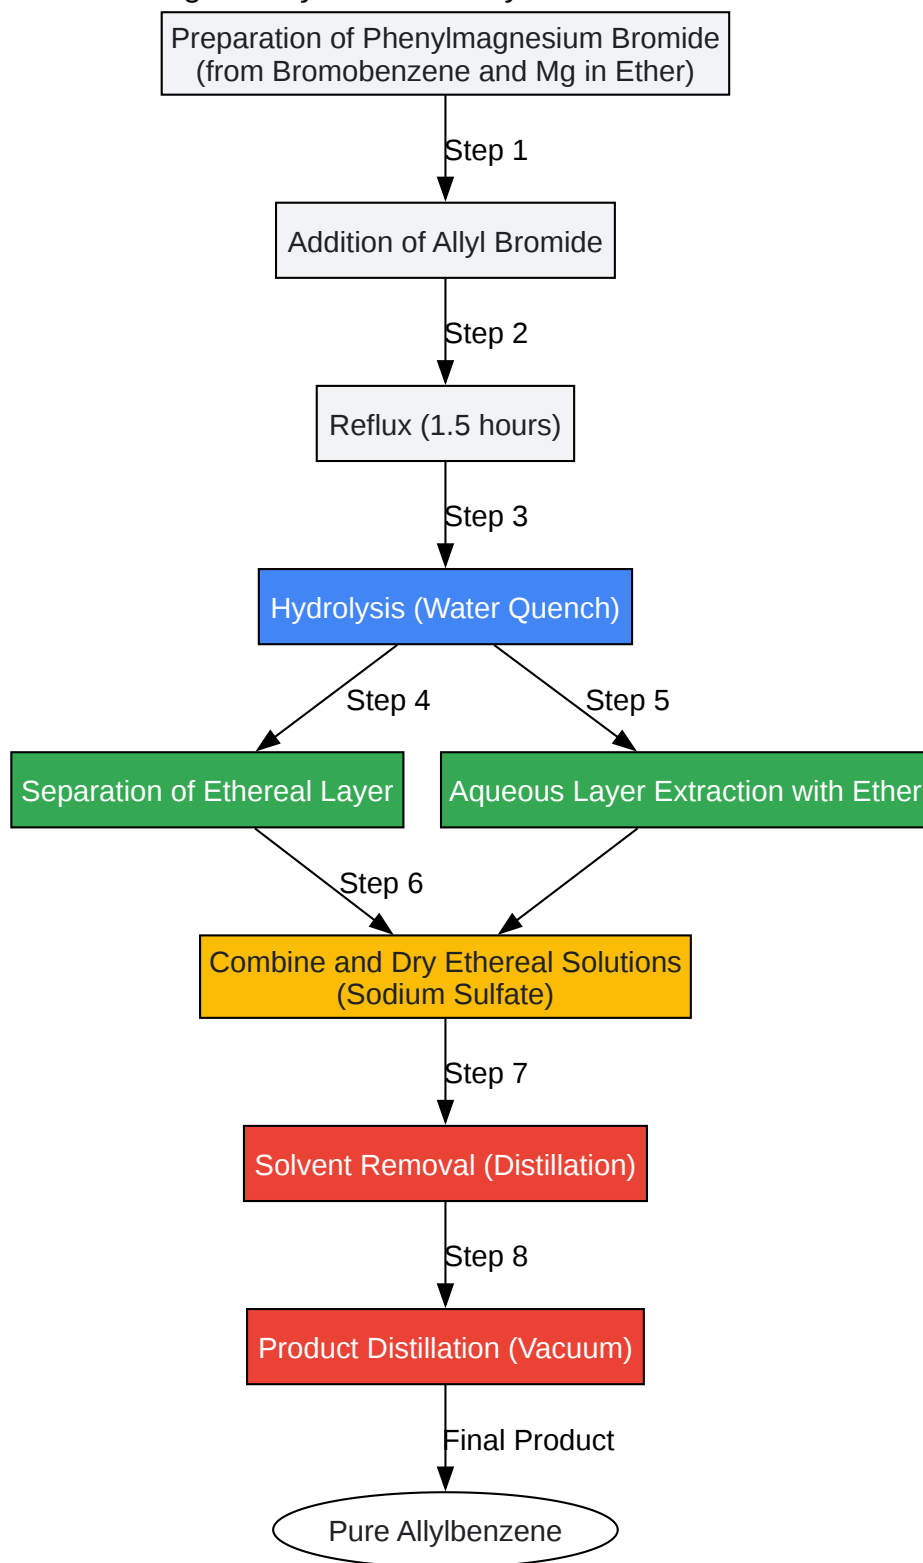 Preparation of Phenylmagnesium Bromide
(from Bromobenzene and Mg in Ether)
Step 1
Addition of Allyl Bromide
Step 2
Reflux (1.5 hours)
Step 3
Hydrolysis (Water Quench)
Step 4
Step 5
Separation of Ethereal Layer
Aqueous Layer Extraction with Ether
Step 6
Combine and Dry Ethereal Solutions
(Sodium Sulfate)
Step 7
Solvent Removal (Distillation)
Step 8
Product Distillation (Vacuum)
Final Product
Pure Allylbenzene